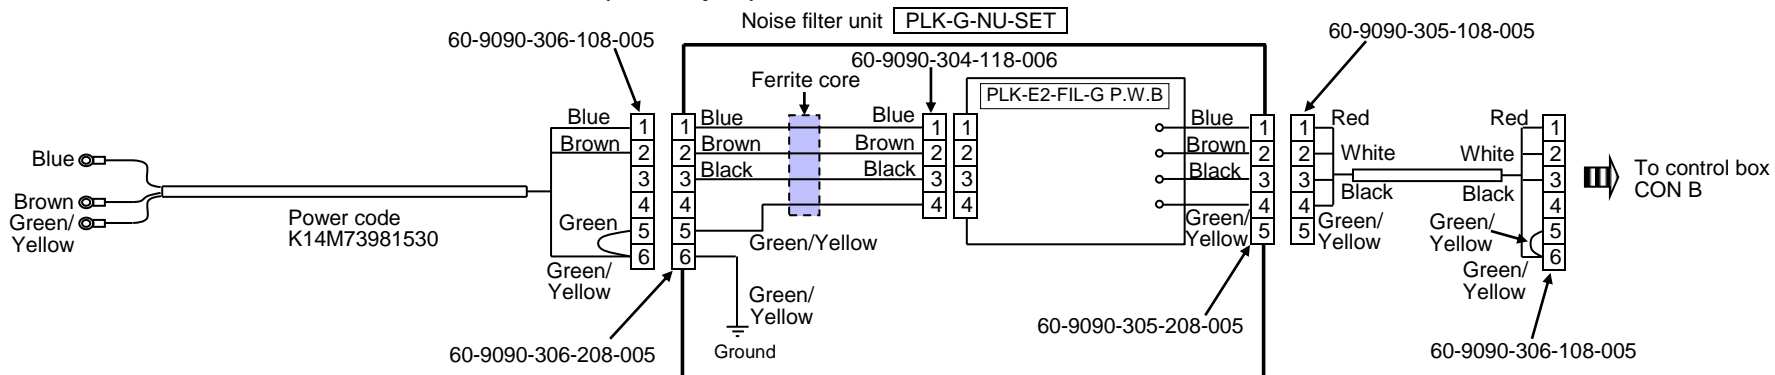 Noise filter unit PLK-G-NU-SET
60-9090-306-108-005
60-9090-304-118-006
60-9090-305-108-005
Ferrite core
PLK-E2-FIL-G P.W.B
Blue
Brown
Green/
Yellow
Power code
K14M73981530
Blue
Brown
Green
Green/
Yellow
1
2
3
4
5
6
1
2
3
4
5
6
60-9090-306-208-005
Blue
Brown
Black
Blue
Brown
Black
Green/Yellow
Green/
Yellow
Ground
1
2
3
4
1
2
3
4
Blue
Brown
Black
Green/
Yellow
1
2
3
4
5
60-9090-305-208-005
1
2
3
4
5
Red
White
Black
Green/
Yellow
Red
White
Black
Green/
Yellow
Green/
Yellow
1
2
3
4
5
6
60-9090-306-108-005
To control box
CON B